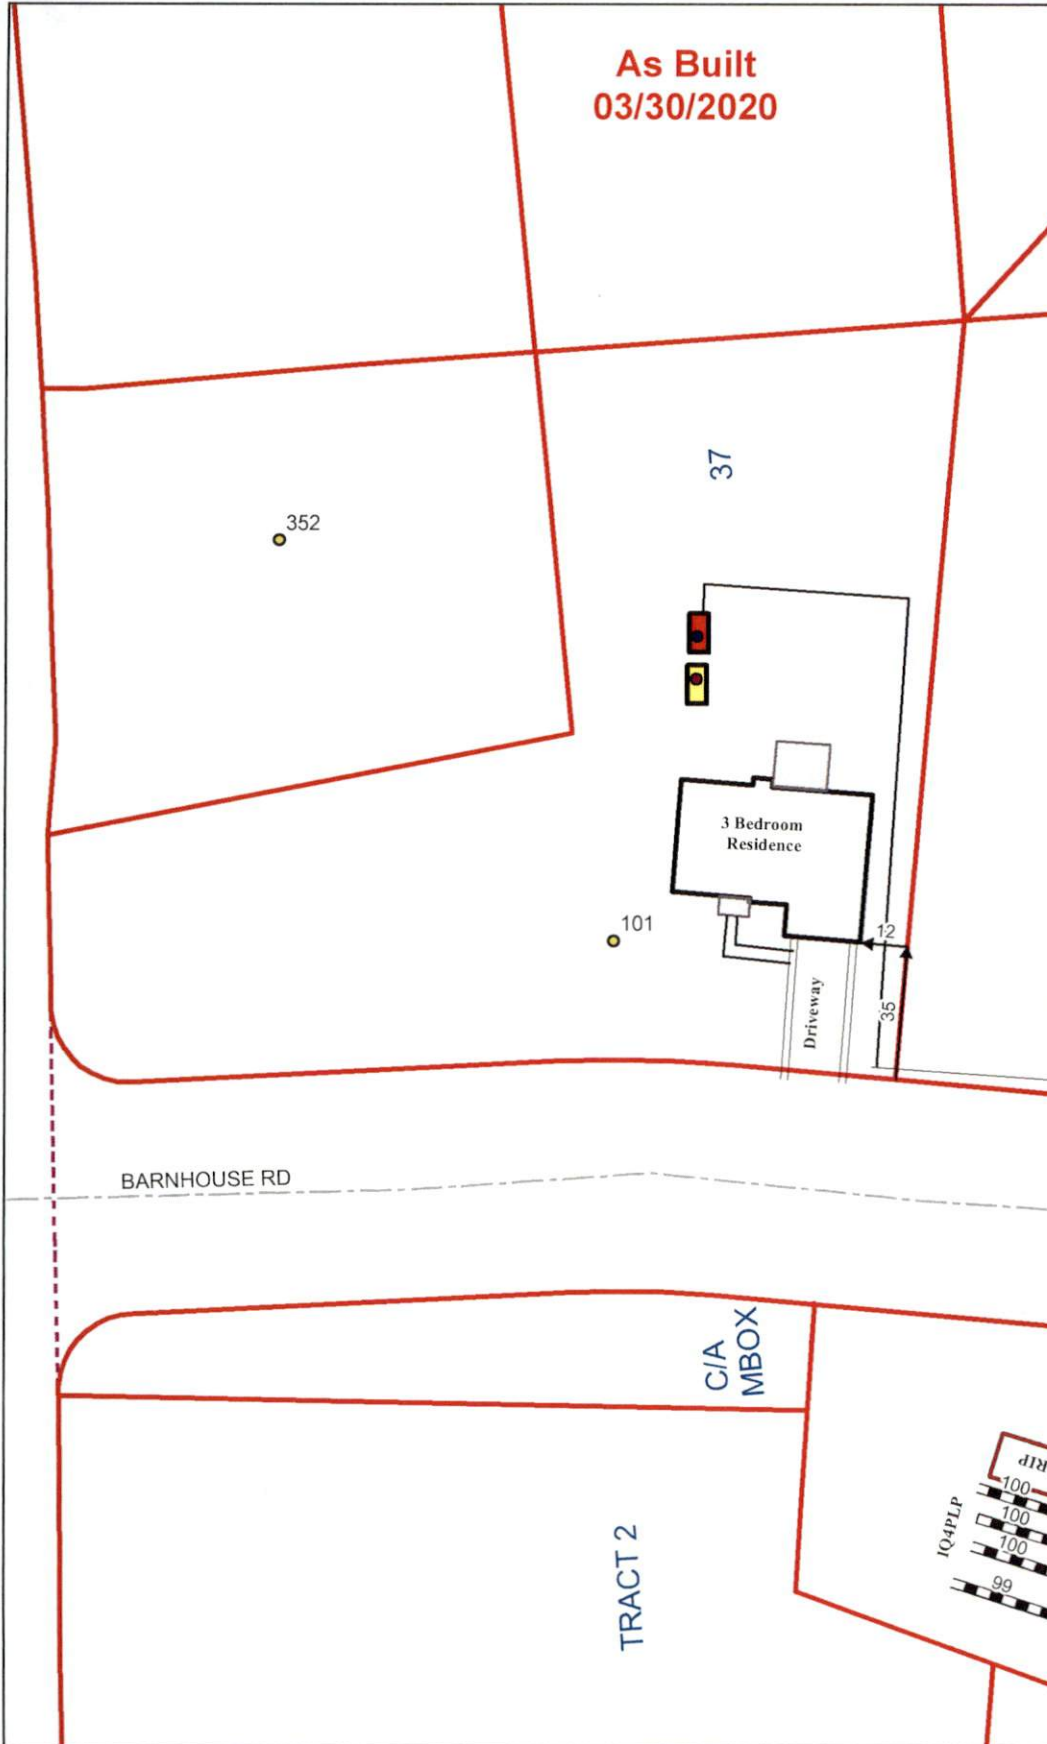 As Built
03/30/2020
37
352
3 Bedroom
Residence
101
12
35
Driveway
BARNHOUSE RD
C/A
MBOX
TRACT 2
IQ4PLP
RIP
100
100
100
99